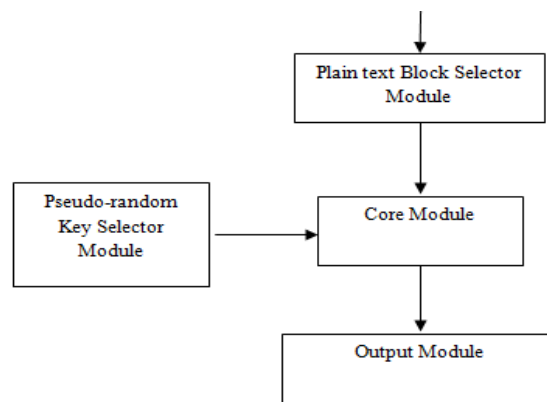 Plain text Block Selector
Module
Pseudo-random
Key Selector
Module
Core Module
Output Module